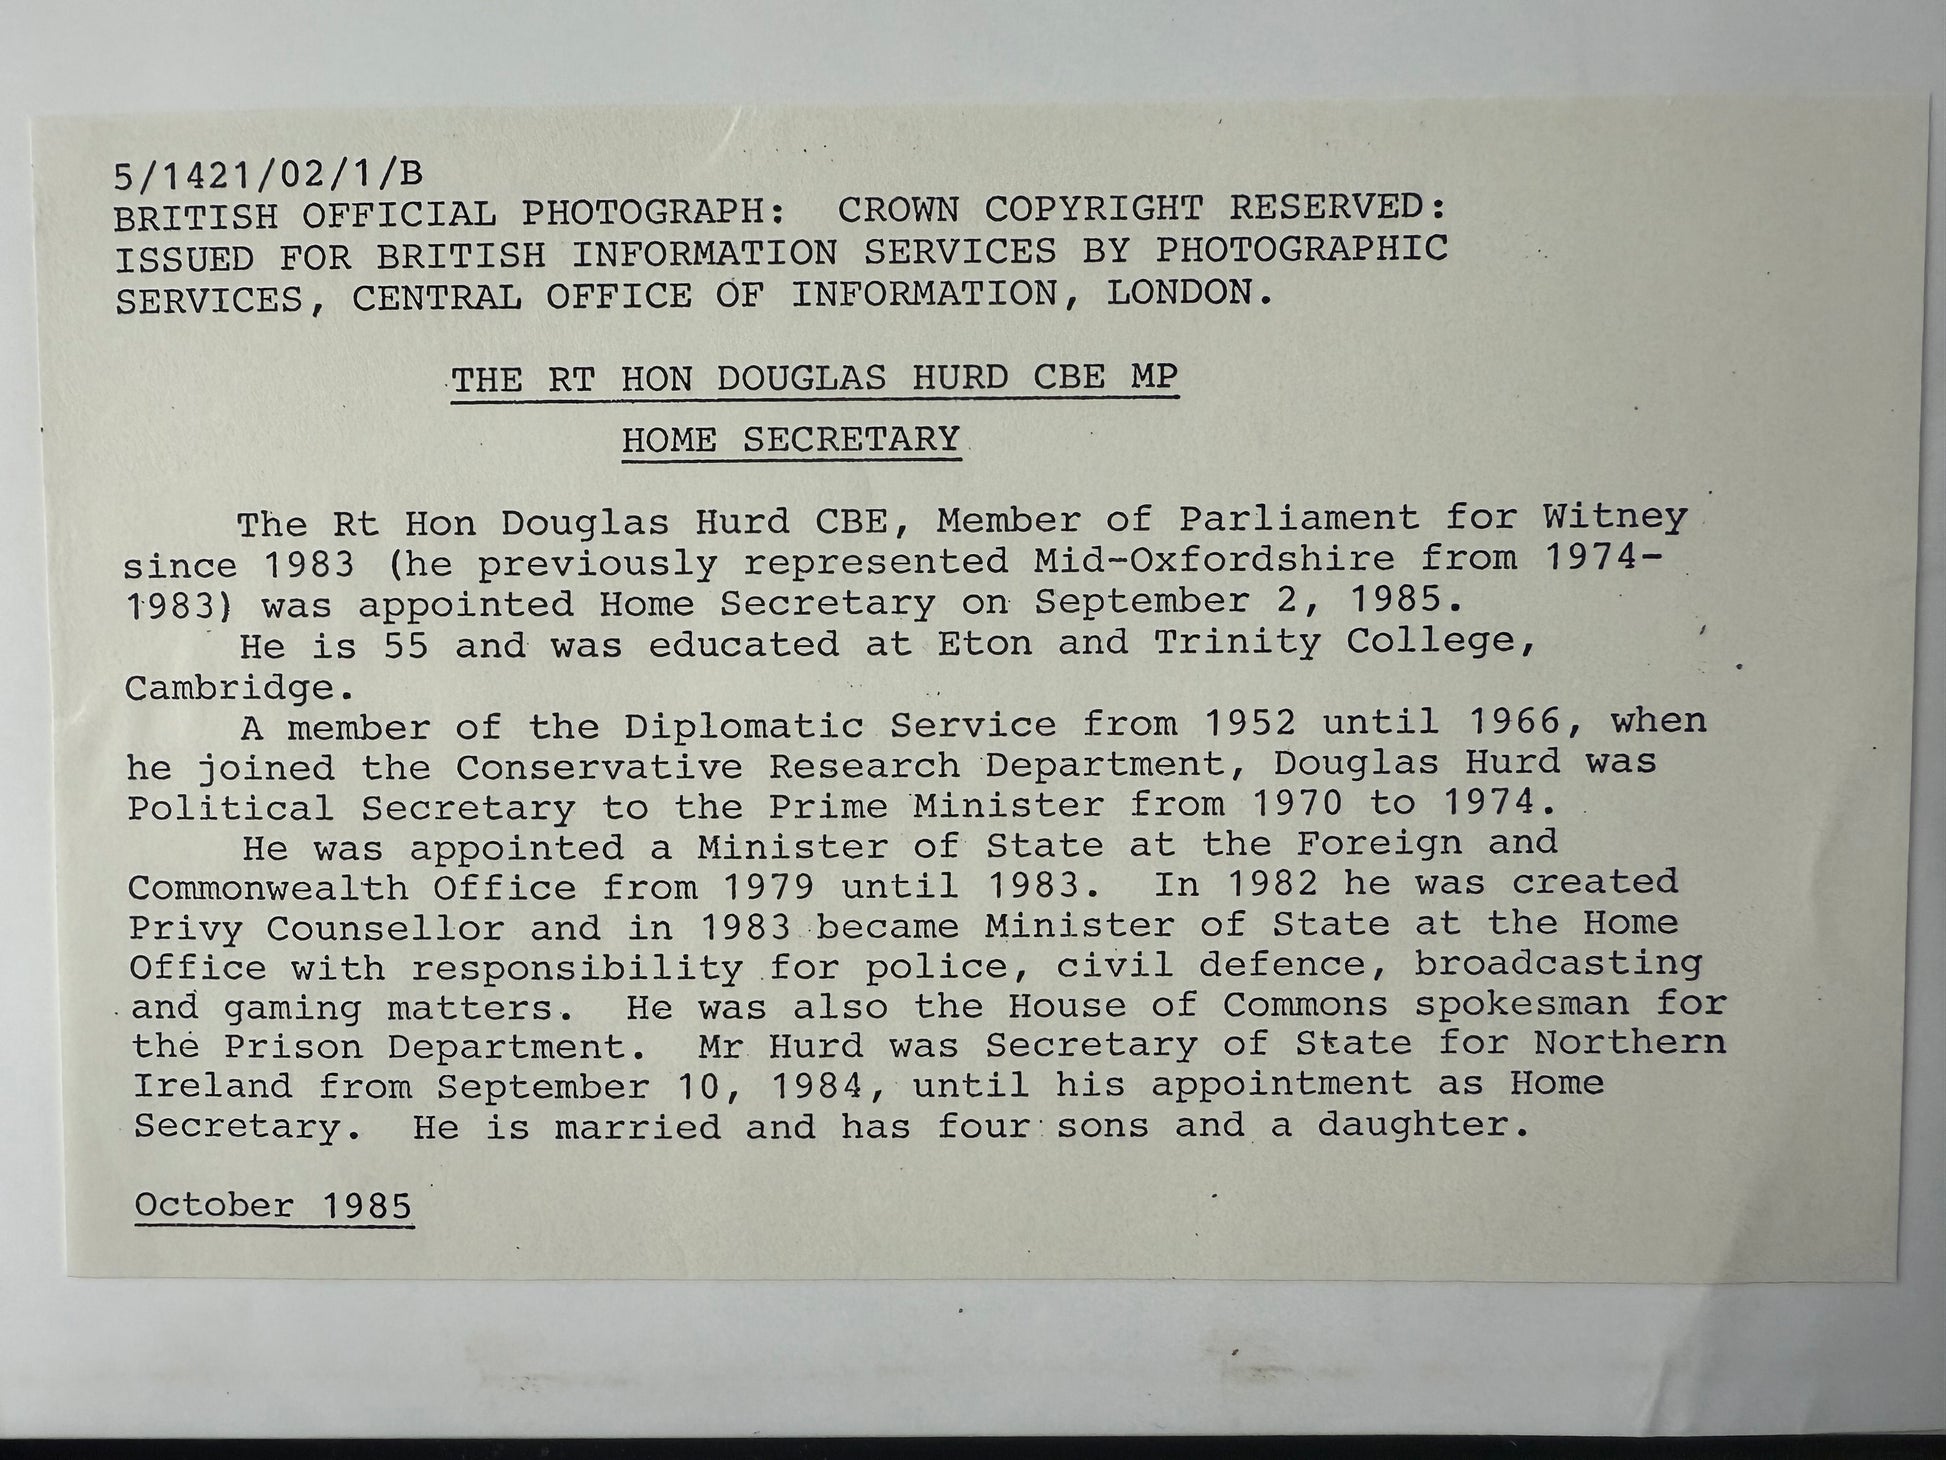 5/1421/02/1/B
BRITISH OFFICIAL PHOTOGRAPH:  CROWN COPYRIGHT RESERVED:
ISSUED FOR BRITISH INFORMATION SERVICES BY PHOTOGRAPHIC
SERVICES, CENTRAL OFFICE OF INFORMATION, LONDON.
THE RT HON DOUGLAS HURD CBE MP
HOME SECRETARY
The Rt Hon Douglas Hurd CBE, Member of Parliament for Witney
since 1983 (he previously represented Mid-Oxfordshire from 1974-
1983) was appointed Home Secretary on September 2, 1985.
He is 55 and was educated at Eton and Trinity College,
Cambridge.
A member of the Diplomatic Service from 1952 until 1966, when
he joined the Conservative Research Department, Douglas Hurd was
Political Secretary to the Prime Minister from 1970 to 1974.
He was appointed a Minister of State at the Foreign and
Commonwealth Office from 1979 until 1983.  In 1982 he was created
Privy Counsellor and in 1983 became Minister of State at the Home
Office with responsibility for police, civil defence, broadcasting
and gaming matters.  He was also the House of Commons spokesman for
the Prison Department.  Mr Hurd was Secretary of State for Northern
Ireland from September 10, 1984, until his appointment as Home
Secretary.  He is married and has four sons and a daughter.
October 1985